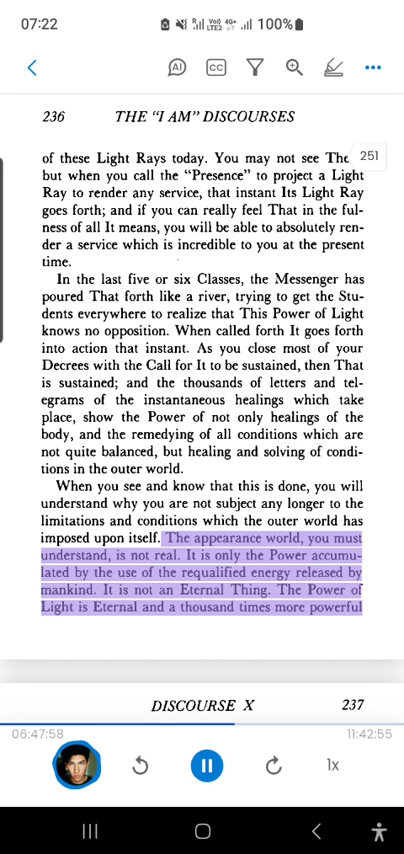 07:22
100%
AI
CC
236 THE “I AM” DISCOURSES
251
of these Light Rays today. You may not see The
but when you call the “Presence” to project a Light
Ray to render any service, that instant Its Light Ray
goes forth; and if you can really feel That in the ful-
ness of all It means, you will be able to absolutely ren-
der a service which is incredible to you at the present
time.
In the last five or six Classes, the Messenger has
poured That forth like a river, trying to get the Stu-
dents everywhere to realize that This Power of Light
knows no opposition. When called forth It goes forth
into action that instant. As you close most of your
Decrees with the Call for It to be sustained, then That
is sustained; and the thousands of letters and tel-
egrams of the instantaneous healings which take
place, show the Power of not only healings of the
body, and the remedying of all conditions which are
not quite balanced, but healing and solving of condi-
tions in the outer world.
When you see and know that this is done, you will
understand why you are not subject any longer to the
limitations and conditions which the outer world has
imposed upon itself. The appearance world, you must
understand, is not real. It is only the Power accumu-
lated by the use of the requalified energy released by
mankind. It is not an Eternal Thing. The Power of
Light is Eternal and a thousand times more powerful
DISCOURSE X 237
06:47:58 11:42:55
1x